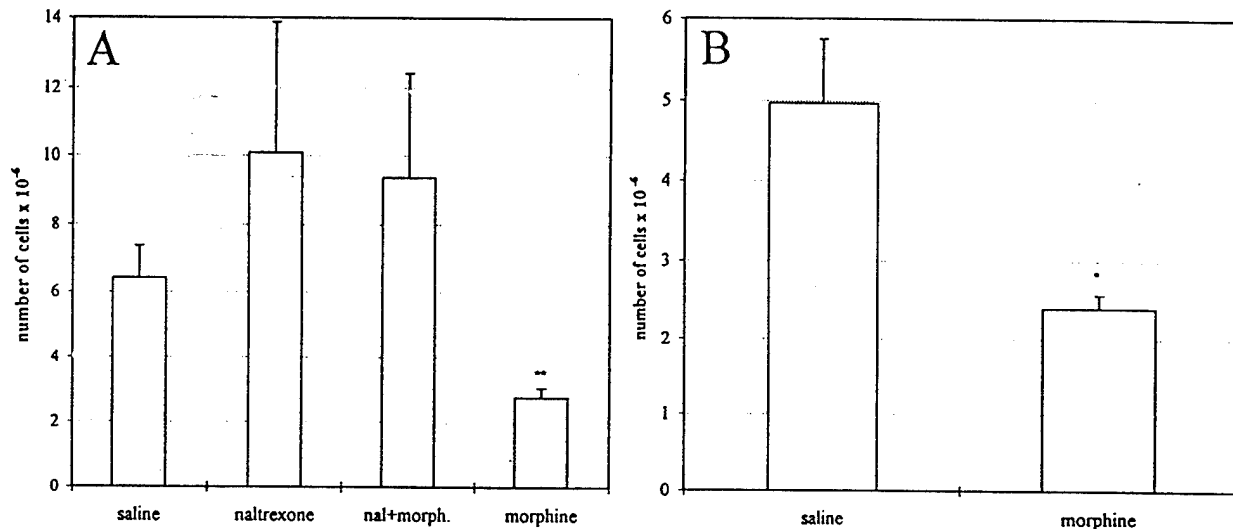 A
14
12
10
8
6
4
2
0
number of cells x 10⁻⁶
saline naltrexone nal+morph. morphine
**
B
6
5
4
3
2
1
0
number of cells x 10⁻⁶
saline morphine
*